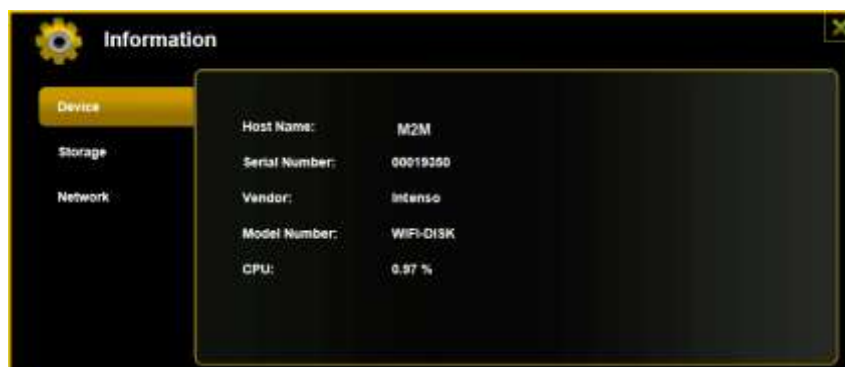 Information
Device
Storage
Network
Host Name: M2M
Serial Number: 00019350
Vendor: Intenso
Model Number: WIFI-DISK
CPU: 0.97 %